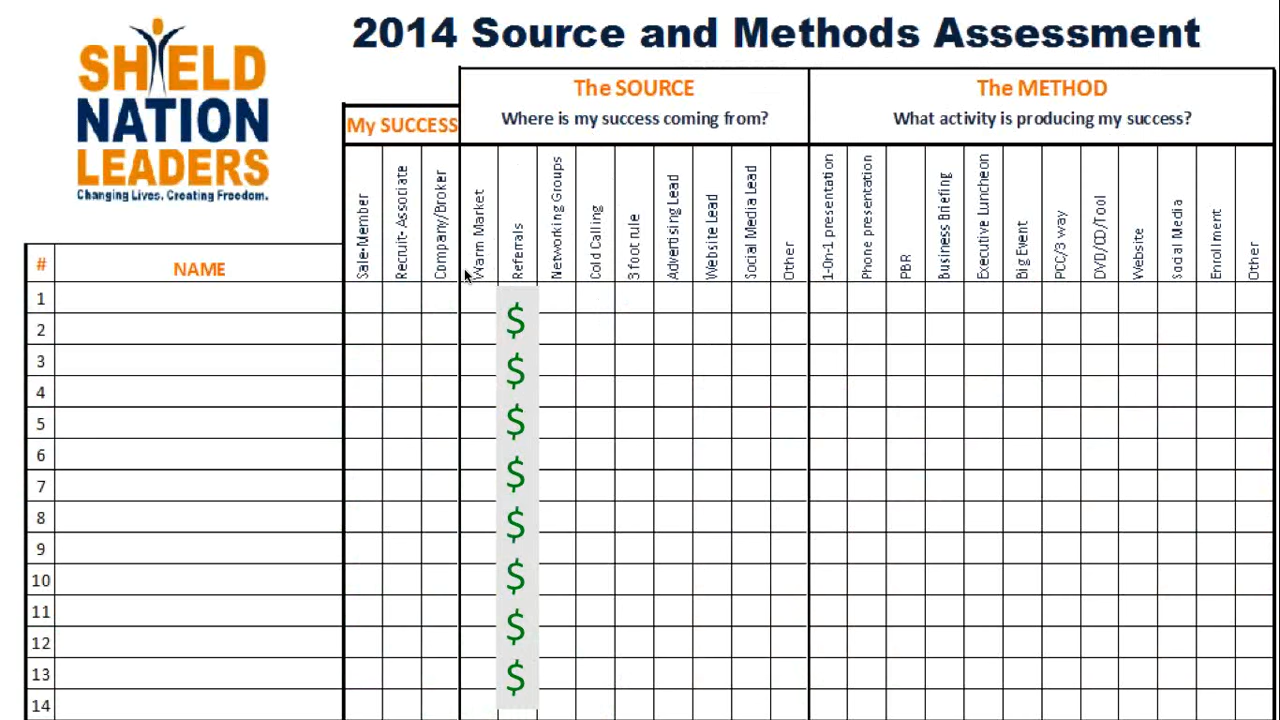 SHIELD
NATION
LEADERS
Changing Lives. Creating Freedom.
2014 Source and Methods Assessment
My SUCCESS
The SOURCE
Where is my success coming from?
The METHOD
What activity is producing my success?
#
NAME
Sale-Member
Recruit- Associate
Company/Broker
Warm Market
Referrals
Networking Groups
Cold Calling
3 foot rule
Advertising Lead
Website Lead
Social Media Lead
Other
1-0n-1 presentation
Phone presentation
PBR
Business Briefing
Executive Luncheon
Big Event
PCC/3 way
DVD/CD/Tool
Website
Social Media
Enrollment
Other
1
2
3
4
5
6
7
8
9
10
11
12
13
14
$
$
$
$
$
$
$
$